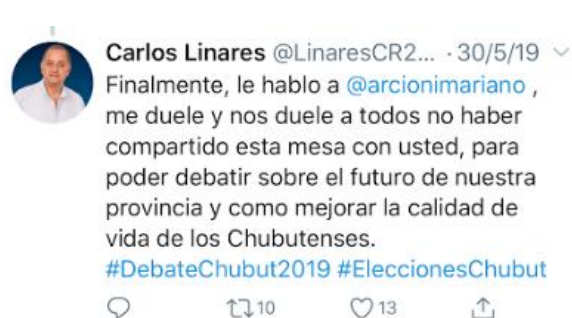 Carlos Linares @LinaresCR2... · 30/5/19
Finalmente, le hablo a @arcionimariano ,
me duele y nos duele a todos no haber
compartido esta mesa con usted, para
poder debatir sobre el futuro de nuestra
provincia y como mejorar la calidad de
vida de los Chubutenses.
#DebateChubut2019 #EleccionesChubut
10 13